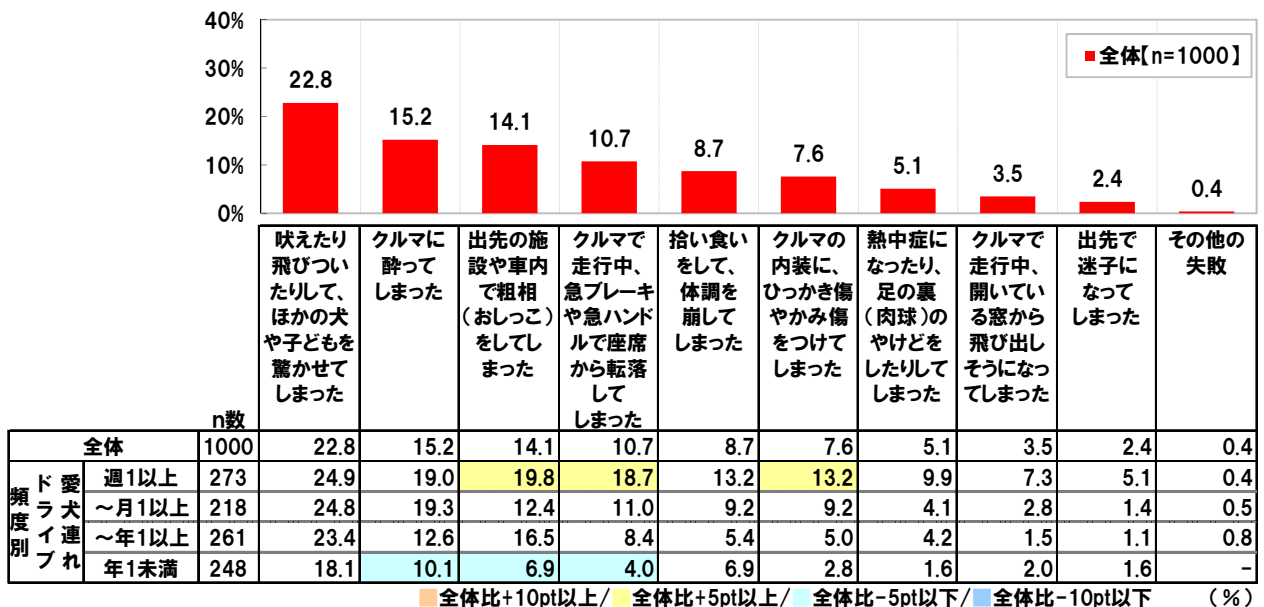 40%
30%
20%
10%
0%
■全体【n=1000】
22.8
15.2
14.1
10.7
8.7
7.6
5.1
3.5
2.4
0.4
吠えたり
飛びつい
たりして、
ほかの犬
や子どもを
驚かせて
しまった
クルマに
酔って
しまった
出先の施
設や車内
で粗相
（おしっこ）
をしてし
まった
クルマで
走行中、
急ブレーキ
や急ハンド
ルで座席
から転落
して
しまった
拾い食い
をして、
体調を
崩して
しまった
クルマの
内装に、
ひっかき傷
やかみ傷
をつけて
しまった
熱中症に
なったり、
足の裏
（肉球）の
やけどを
したりして
しまった
クルマで
走行中、
開いてい
る窓から
飛び出し
そうになっ
てしまった
出先で
迷子に
なって
しまった
その他の
失敗
n数
全体 1000 22.8 15.2 14.1 10.7 8.7 7.6 5.1 3.5 2.4 0.4
愛犬連れ
ドライブ
頻度別
週1以上 273 24.9 19.0 19.8 18.7 13.2 13.2 9.9 7.3 5.1 0.4
～月1以上 218 24.8 19.3 12.4 11.0 9.2 9.2 4.1 2.8 1.4 0.5
～年1以上 261 23.4 12.6 16.5 8.4 5.4 5.0 4.2 1.5 1.1 0.8
年1未満 248 18.1 10.1 6.9 4.0 6.9 2.8 1.6 2.0 1.6 -
■全体比+10pt以上/■全体比+5pt以上/■全体比-5pt以下/■全体比-10pt以下 （%）